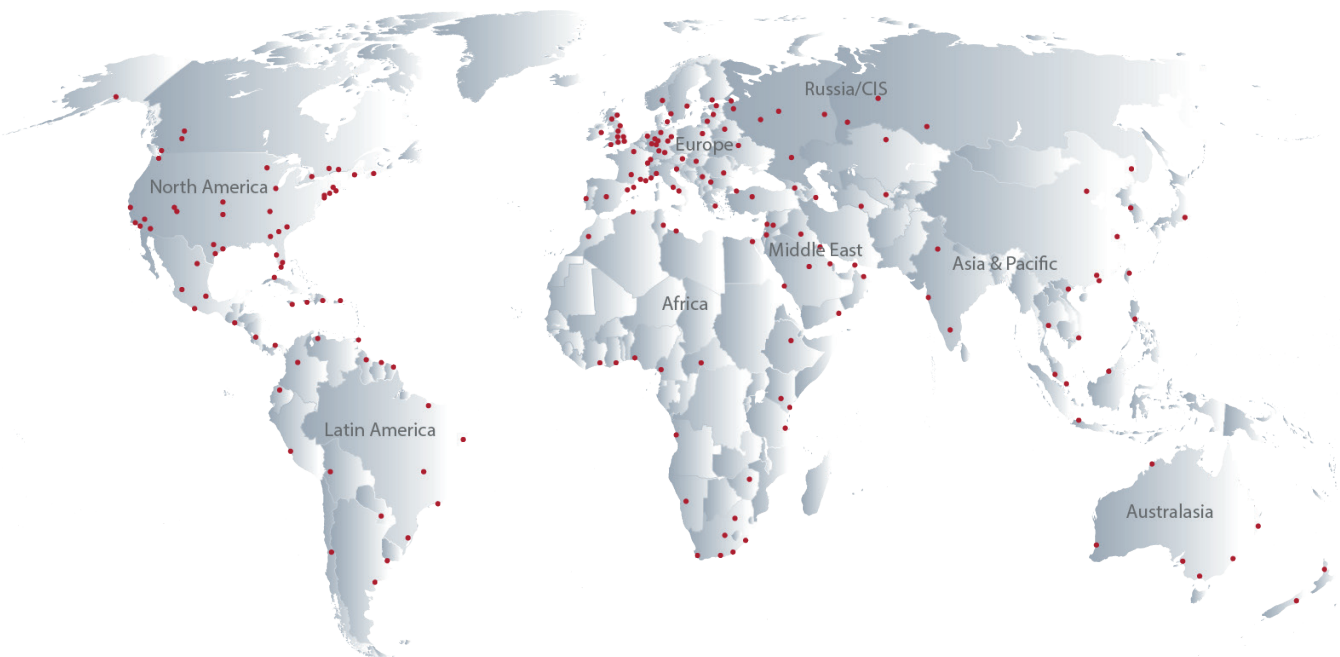 Russia/CIS
Europe
North America
Middle East
Asia & Pacific
Africa
Latin America
Australasia